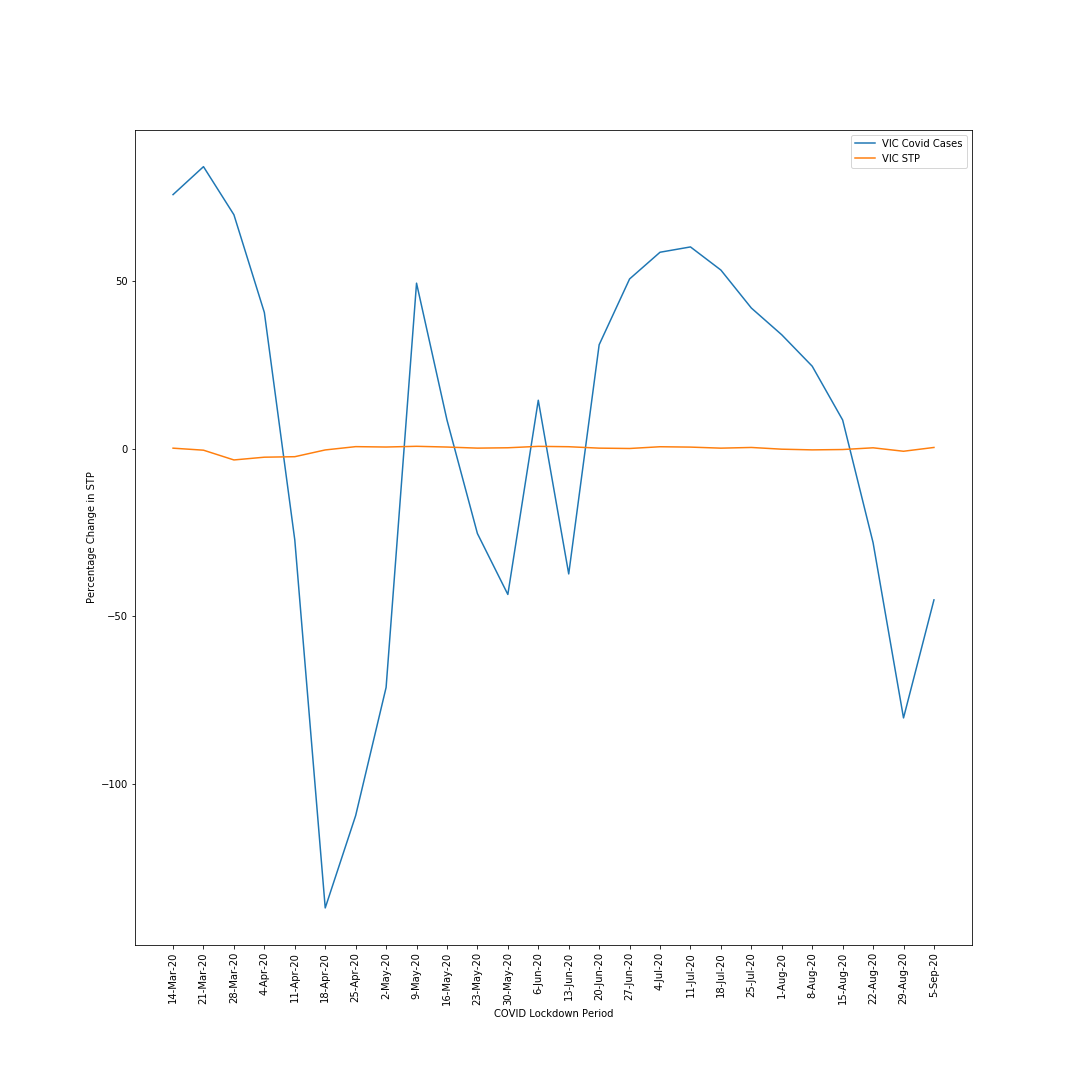 VIC Covid Cases
VIC STP
50
0
−50
−100
Percentage Change in STP
14-Mar-20
21-Mar-20
28-Mar-20
4-Apr-20
11-Apr-20
18-Apr-20
25-Apr-20
2-May-20
9-May-20
16-May-20
23-May-20
30-May-20
6-Jun-20
13-Jun-20
20-Jun-20
27-Jun-20
4-Jul-20
11-Jul-20
18-Jul-20
25-Jul-20
1-Aug-20
8-Aug-20
15-Aug-20
22-Aug-20
29-Aug-20
5-Sep-20
COVID Lockdown Period